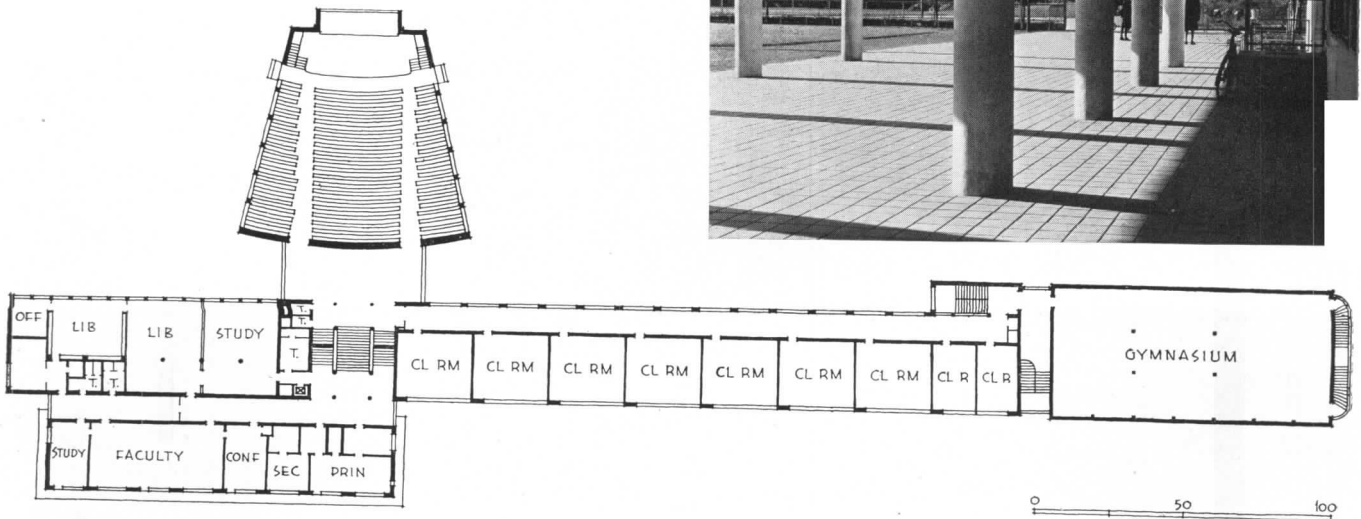 OFF
LIB
LIB
STUDY
T.
T.
T.
T.
T.
CL RM
CL RM
CL RM
CL RM
CL RM
CL RM
CL RM
CL R
CL R
GYMNASIUM
STUDY
FACULTY
CONF
SEC
PRIN
0 50 100